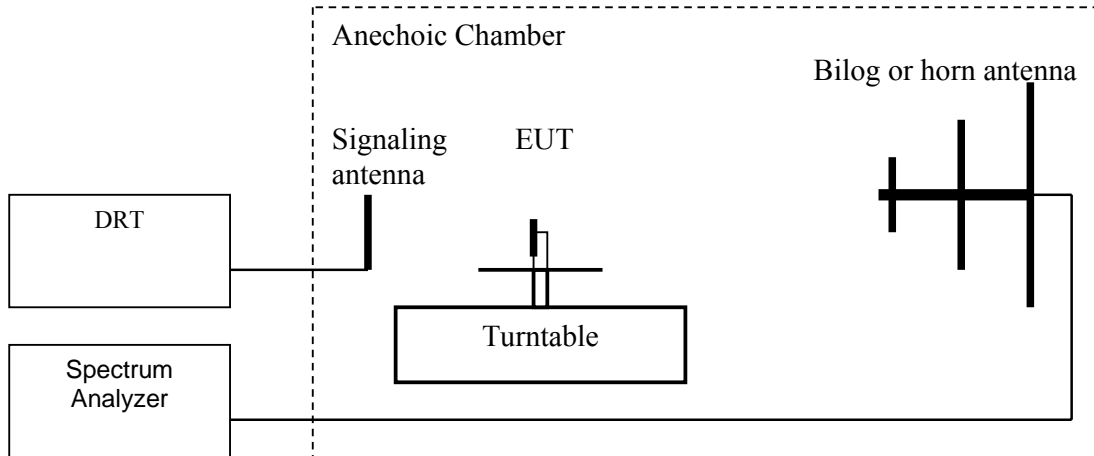 Anechoic Chamber
Bilog or horn antenna
Signaling
antenna
EUT
DRT
Turntable
Spectrum
Analyzer